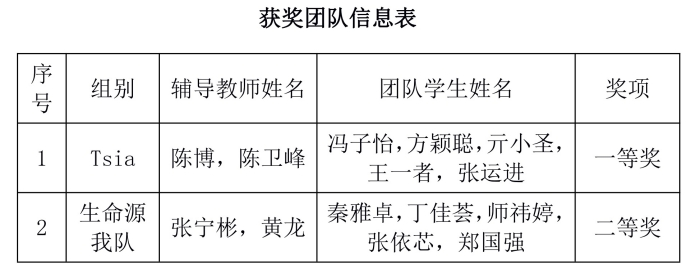 获奖团队信息表
序号 组别 辅导教师姓名 团队学生姓名 奖项
1 Tsia 陈博，陈卫峰 冯子怡，方颖聪，亓小圣，
王一者，张运进 一等奖
2 生命源 张宁彬，黄龙 秦雅卓，丁佳荟，师祎婷， 二等奖
我队 张依芯，郑国强